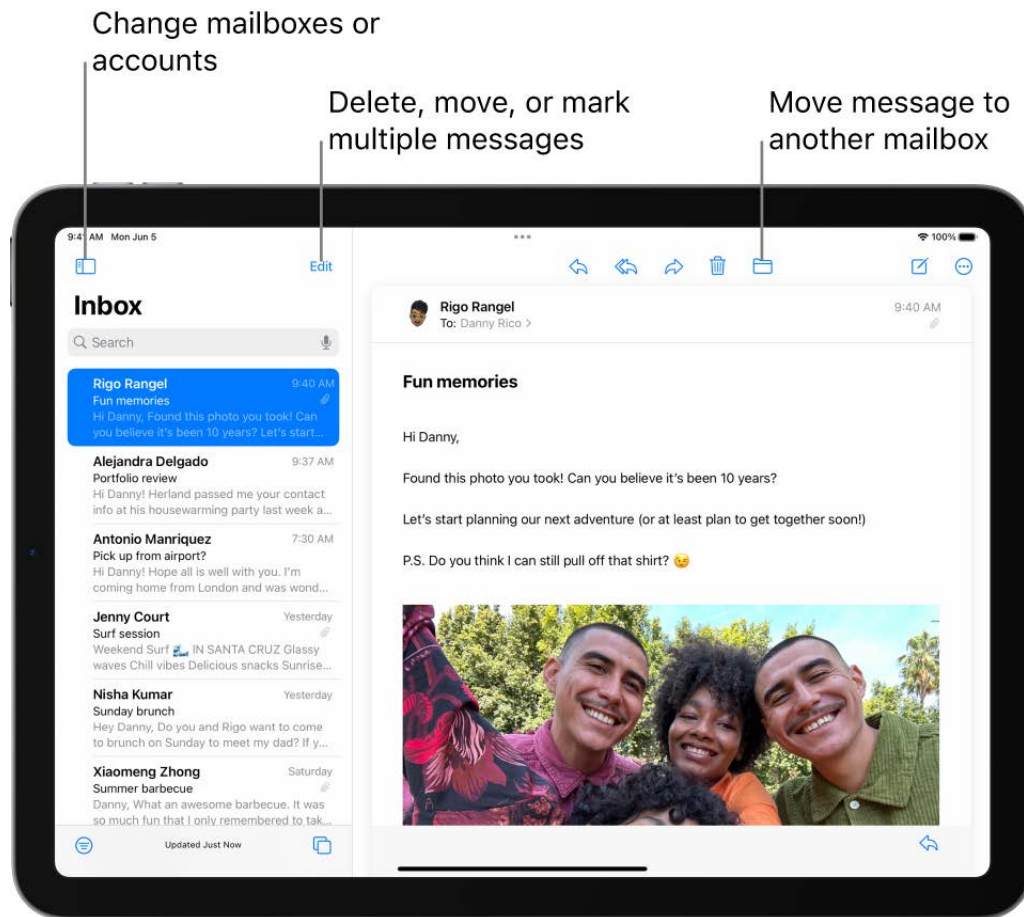 Change mailboxes or
accounts
Delete, move, or mark
multiple messages
Move message to
another mailbox
9:41 AM Mon Jun 5
100%
Edit
Inbox
Search
Rigo Rangel 9:40 AM
Fun memories
Hi Danny, Found this photo you took! Can
you believe it's been 10 years? Let's start...
Alejandra Delgado 9:37 AM
Portfolio review
Hi Danny! Herland passed me your contact
info at his housewarming party last week a...
Antonio Manriquez 7:30 AM
Pick up from airport?
Hi Danny! Hope all is well with you. I'm
coming home from London and was wond...
Jenny Court Yesterday
Surf session
Weekend Surf 🌊 IN SANTA CRUZ Glassy
waves Chill vibes Delicious snacks Sunrise...
Nisha Kumar Yesterday
Sunday brunch
Hey Danny, Do you and Rigo want to come
to brunch on Sunday to meet my dad? If y...
Xiaomeng Zhong Saturday
Summer barbecue
Danny, What an awesome barbecue. It was
so much fun that I only remembered to tak...
Updated Just Now
Rigo Rangel 9:40 AM
To: Danny Rico >
Fun memories
Hi Danny,
Found this photo you took! Can you believe it's been 10 years?
Let's start planning our next adventure (or at least plan to get together soon!)
P.S. Do you think I can still pull off that shirt? 😉